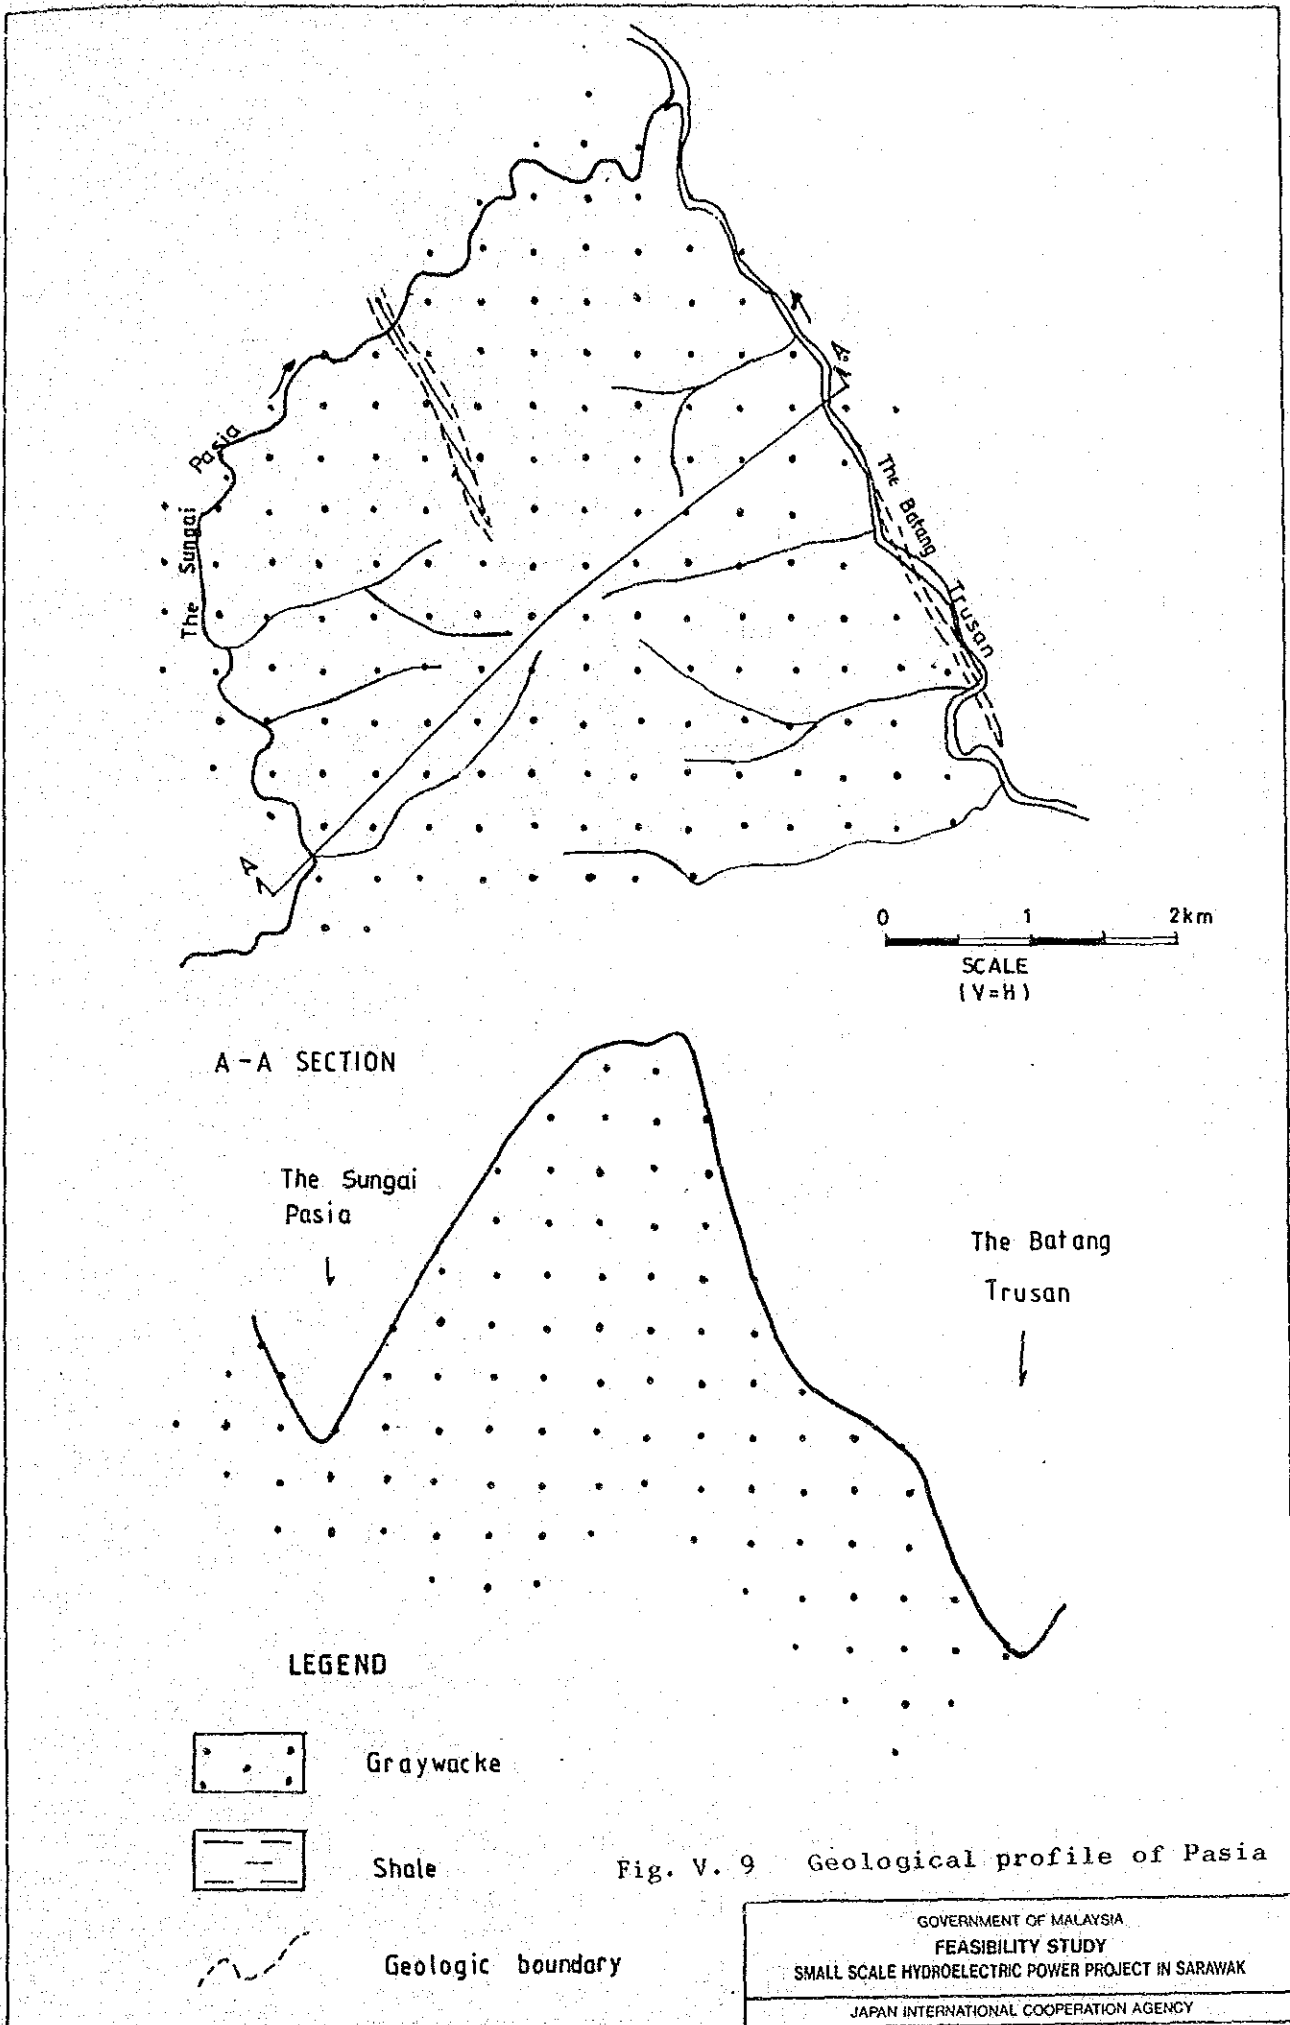 The Sungai Pasia
The Batang Trusan
A
A'
0 1 2km
SCALE
(V=H)
A-A SECTION
The Sungai
Pasia
The Batang
Trusan
LEGEND
Graywacke
Shale
Geologic boundary
Fig. V. 9 Geological profile of Pasia
GOVERNMENT OF MALAYSIA
FEASIBILITY STUDY
SMALL SCALE HYDROELECTRIC POWER PROJECT IN SARAWAK
JAPAN INTERNATIONAL COOPERATION AGENCY